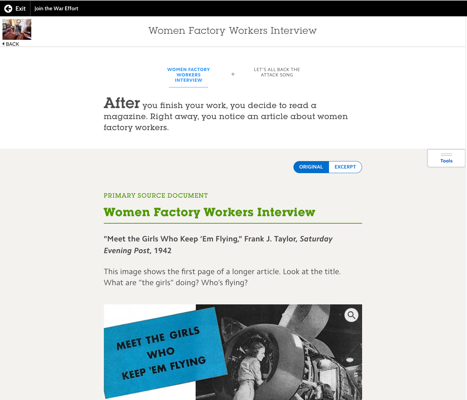 Exit Join the War Effort
Women Factory Workers Interview
BACK
WOMEN FACTORY
WORKERS
INTERVIEW
LET'S ALL BACK THE
ATTACK SONG
After you finish your work, you decide to read a
magazine. Right away, you notice an article about women
factory workers.
Tools
ORIGINAL EXCERPT
PRIMARY SOURCE DOCUMENT
Women Factory Workers Interview
"Meet the Girls Who Keep 'Em Flying," Frank J. Taylor, Saturday
Evening Post, 1942
This image shows the first page of a longer article. Look at the title.
What are "the girls" doing? Who's flying?
MEET THE GIRLS
WHO
KEEP 'EM FLYING